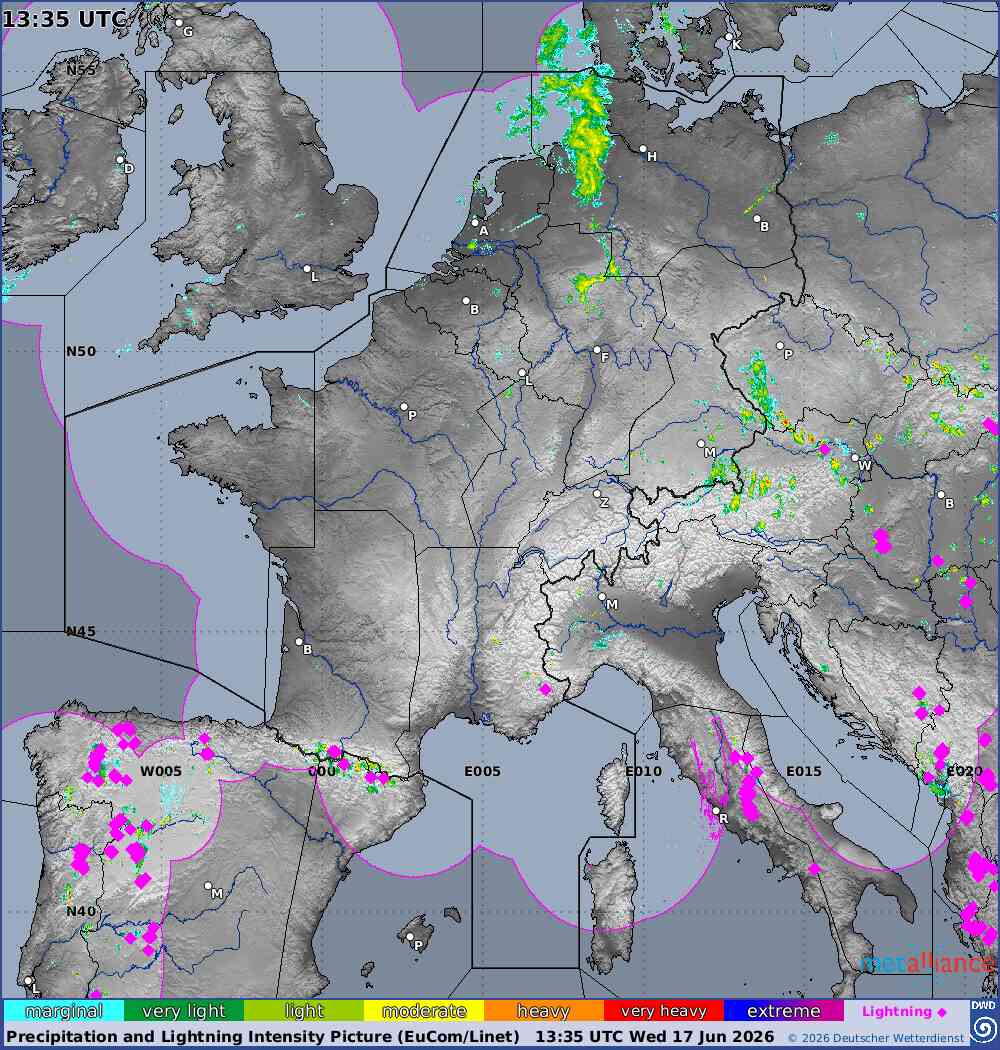 13:35 UTC
G
K
N55
D
H
A
B
L
B
N50
F
P
L
P
M
W
Z
B
M
N45
B
W005
000
E005
E010
E015
E020
R
M
N40
P
L
metalliance
marginal very light light moderate heavy very heavy extreme Lightning
DWD
Precipitation and Lightning Intensity Picture (EuCom/Linet) 13:35 UTC Wed 17 Jun 2026 © 2026 Deutscher Wetterdienst